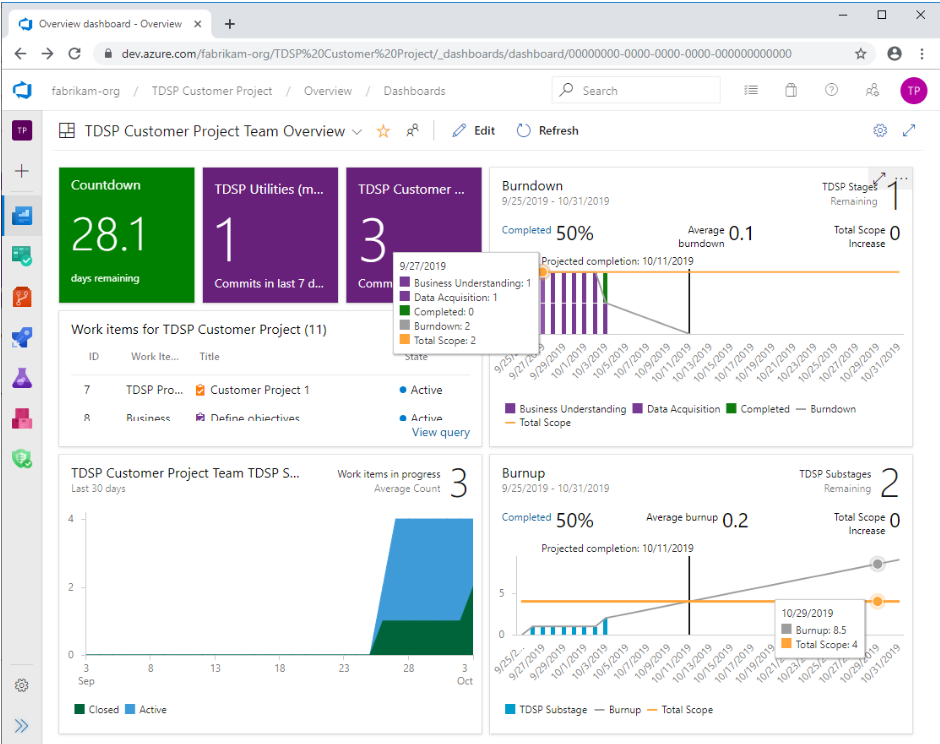 Overview dashboard - Overview
dev.azure.com/fabrikam-org/TDSP%20Customer%20Project/_dashboards/dashboard/00000000-0000-0000-0000-000000000000
fabrikam-org / TDSP Customer Project / Overview / Dashboards
Search
TP
TP
TDSP Customer Project Team Overview
Edit
Refresh
Countdown
28.1
days remaining
TDSP Utilities (m...
1
Commits in last 7 d...
TDSP Customer ...
3
Comm
Burndown
9/25/2019 - 10/31/2019
TDSP Stages
Remaining
1
Completed 50%
Average burndown 0.1
Total Scope Increase 0
Projected completion: 10/11/2019
9/27/2019
Business Understanding: 1
Data Acquisition: 1
Completed: 0
Burndown: 2
Total Scope: 2
9/25/ 9/27/2019 9/29/2019 10/1/2019 10/3/2019 10/5/2019 10/7/2019 10/9/2019 10/11/2019 10/13/2019 10/15/2019 10/17/2019 10/19/2019 10/21/2019 10/23/2019 10/25/2019 10/27/2019 10/29/2019 10/31/2019
Business Understanding Data Acquisition Completed Burndown
Total Scope
Work items for TDSP Customer Project (11)
ID Work Ite... Title State
7 TDSP Pro... Customer Project 1 Active
8 Business Define objectives Active
View query
TDSP Customer Project Team TDSP S...
Last 30 days
Work items in progress
Average Count
3
4
2
0
3 8 13 18 23 28 3
Sep Oct
Closed Active
Burnup
9/25/2019 - 10/31/2019
TDSP Substages
Remaining
2
Completed 50%
Average burnup 0.2
Total Scope Increase 0
Projected completion: 10/11/2019
5
0
10/29/2019
Burnup: 8.5
Total Scope: 4
9/25/2... 9/27/2019 9/29/2019 10/1/2019 10/3/2019 10/5/2019 10/7/2019 10/9/2019 10/11/2019 10/13/2019 10/15/2019 10/17/2019 10/19/2019 10/21/2019 10/23/2019 10/25/2019 10/27/2019 10/29/2019 10/31/2019
TDSP Substage Burnup Total Scope